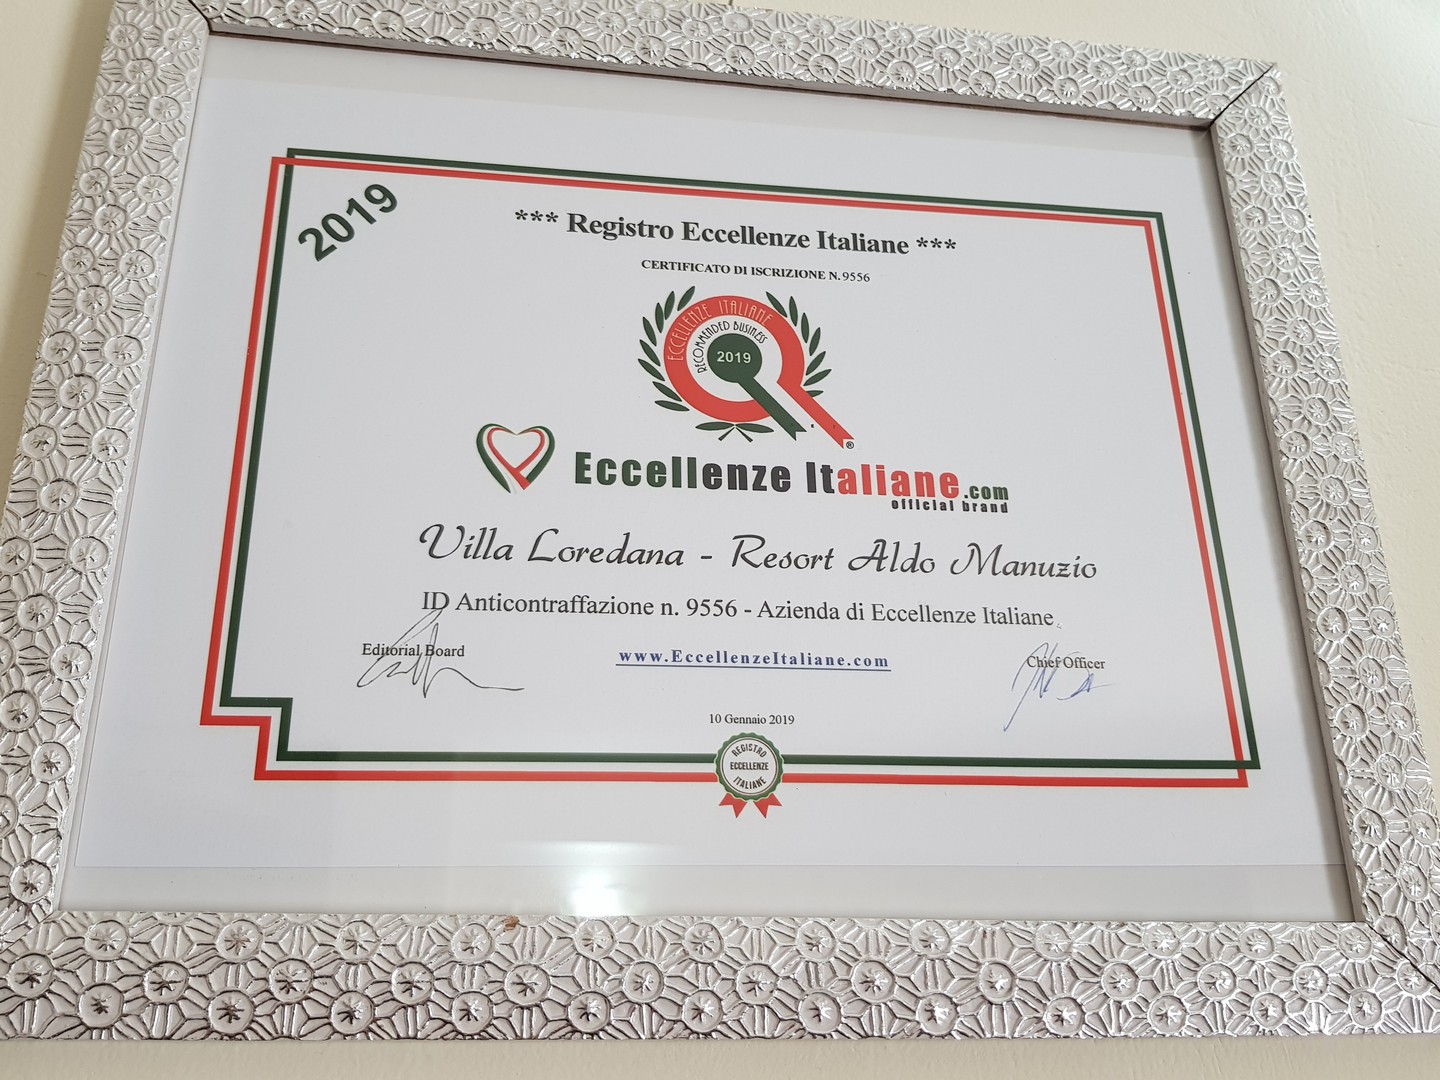 2019
*** Registro Eccellenze Italiane ***
CERTIFICATO DI ISCRIZIONE N. 9556
ECCELLENZE ITALIANE
RECOMMENDED BUSINESS
2019
®
Eccellenze Italiane.com
official brand
Villa Loredana - Resort Aldo Manuzio
ID Anticontraffazione n. 9556 - Azienda di Eccellenze Italiane
Editorial Board
www.EccellenzeItaliane.com
Chief Officer
10 Gennaio 2019
REGISTRO
ECCELLENZE
ITALIANE